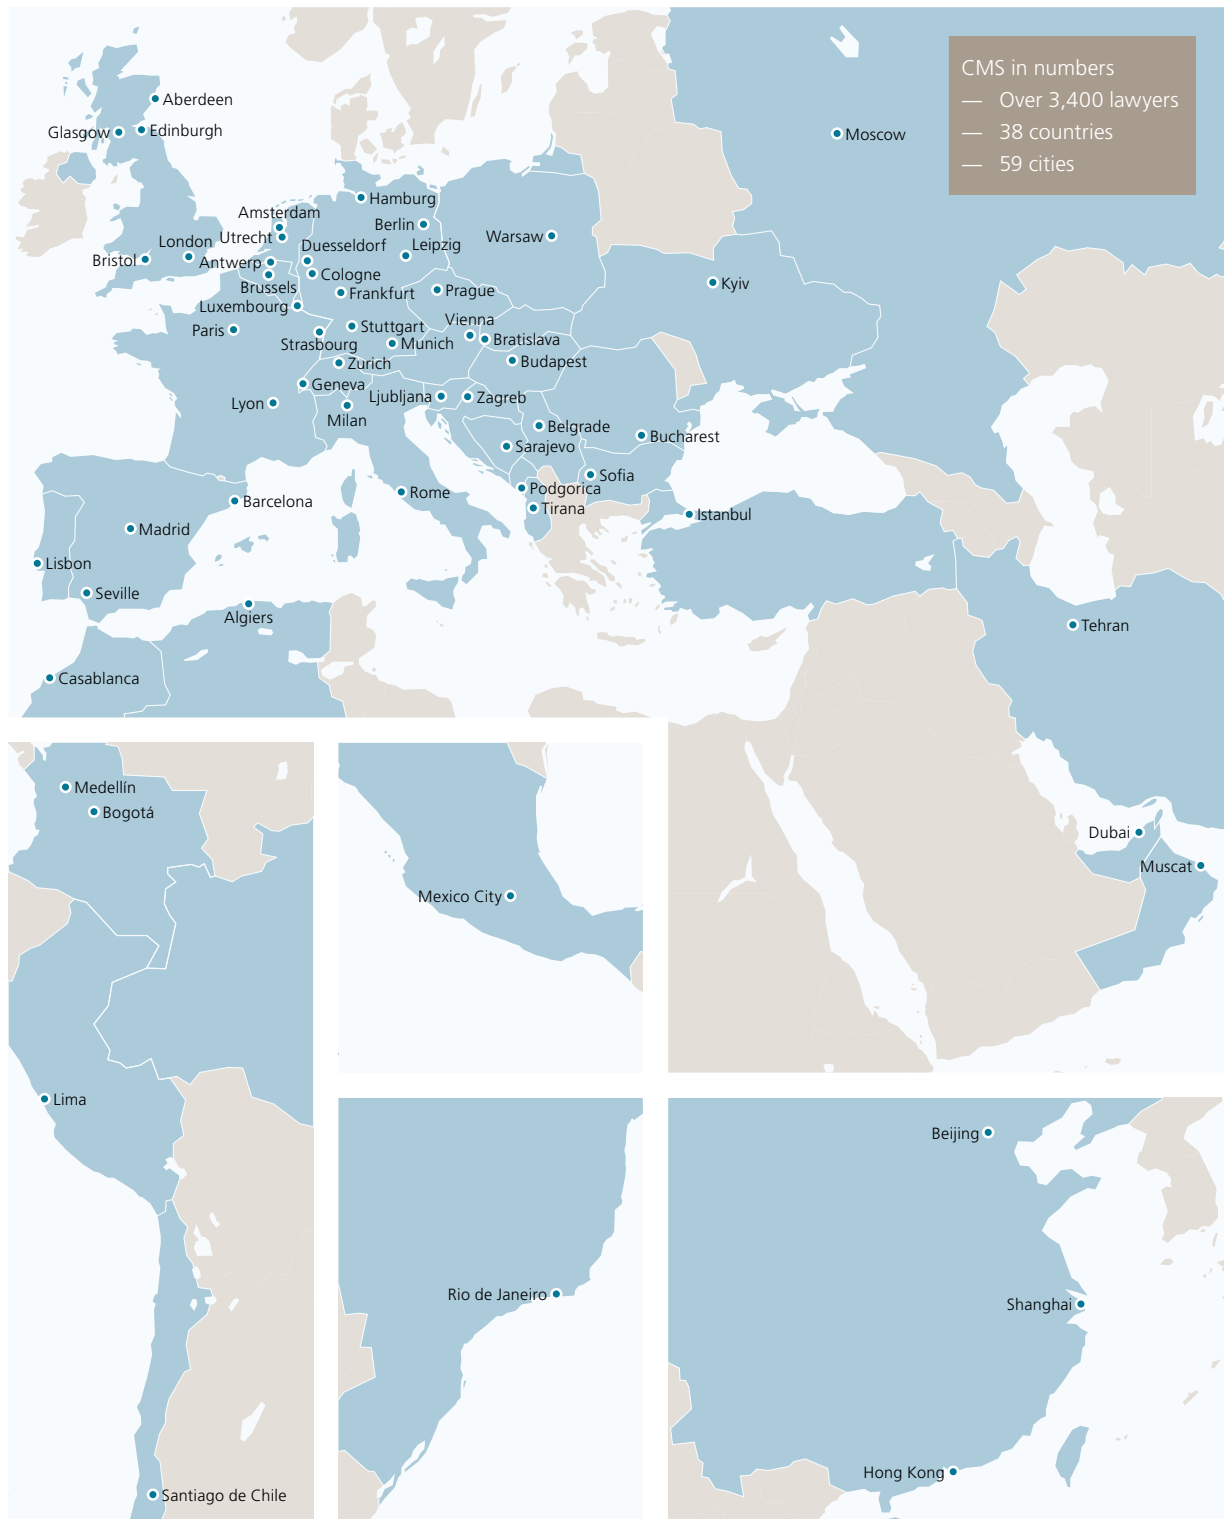 CMS in numbers
— Over 3,400 lawyers
— 38 countries
— 59 cities
Aberdeen
Glasgow
Edinburgh
Moscow
Hamburg
Amsterdam
Berlin
Utrecht
Warsaw
London
Duesseldorf
Leipzig
Bristol
Antwerp
Cologne
Brussels
Kyiv
Frankfurt
Prague
Luxembourg
Vienna
Paris
Stuttgart
Strasbourg
Munich
Bratislava
Zurich
Budapest
Geneva
Lyon
Ljubljana
Zagreb
Milan
Belgrade
Bucharest
Sarajevo
Sofia
Podgorica
Rome
Barcelona
Tirana
Istanbul
Madrid
Lisbon
Seville
Algiers
Tehran
Casablanca
Medellín
Bogotá
Dubai
Muscat
Mexico City
Lima
Beijing
Rio de Janeiro
Shanghai
Hong Kong
Santiago de Chile